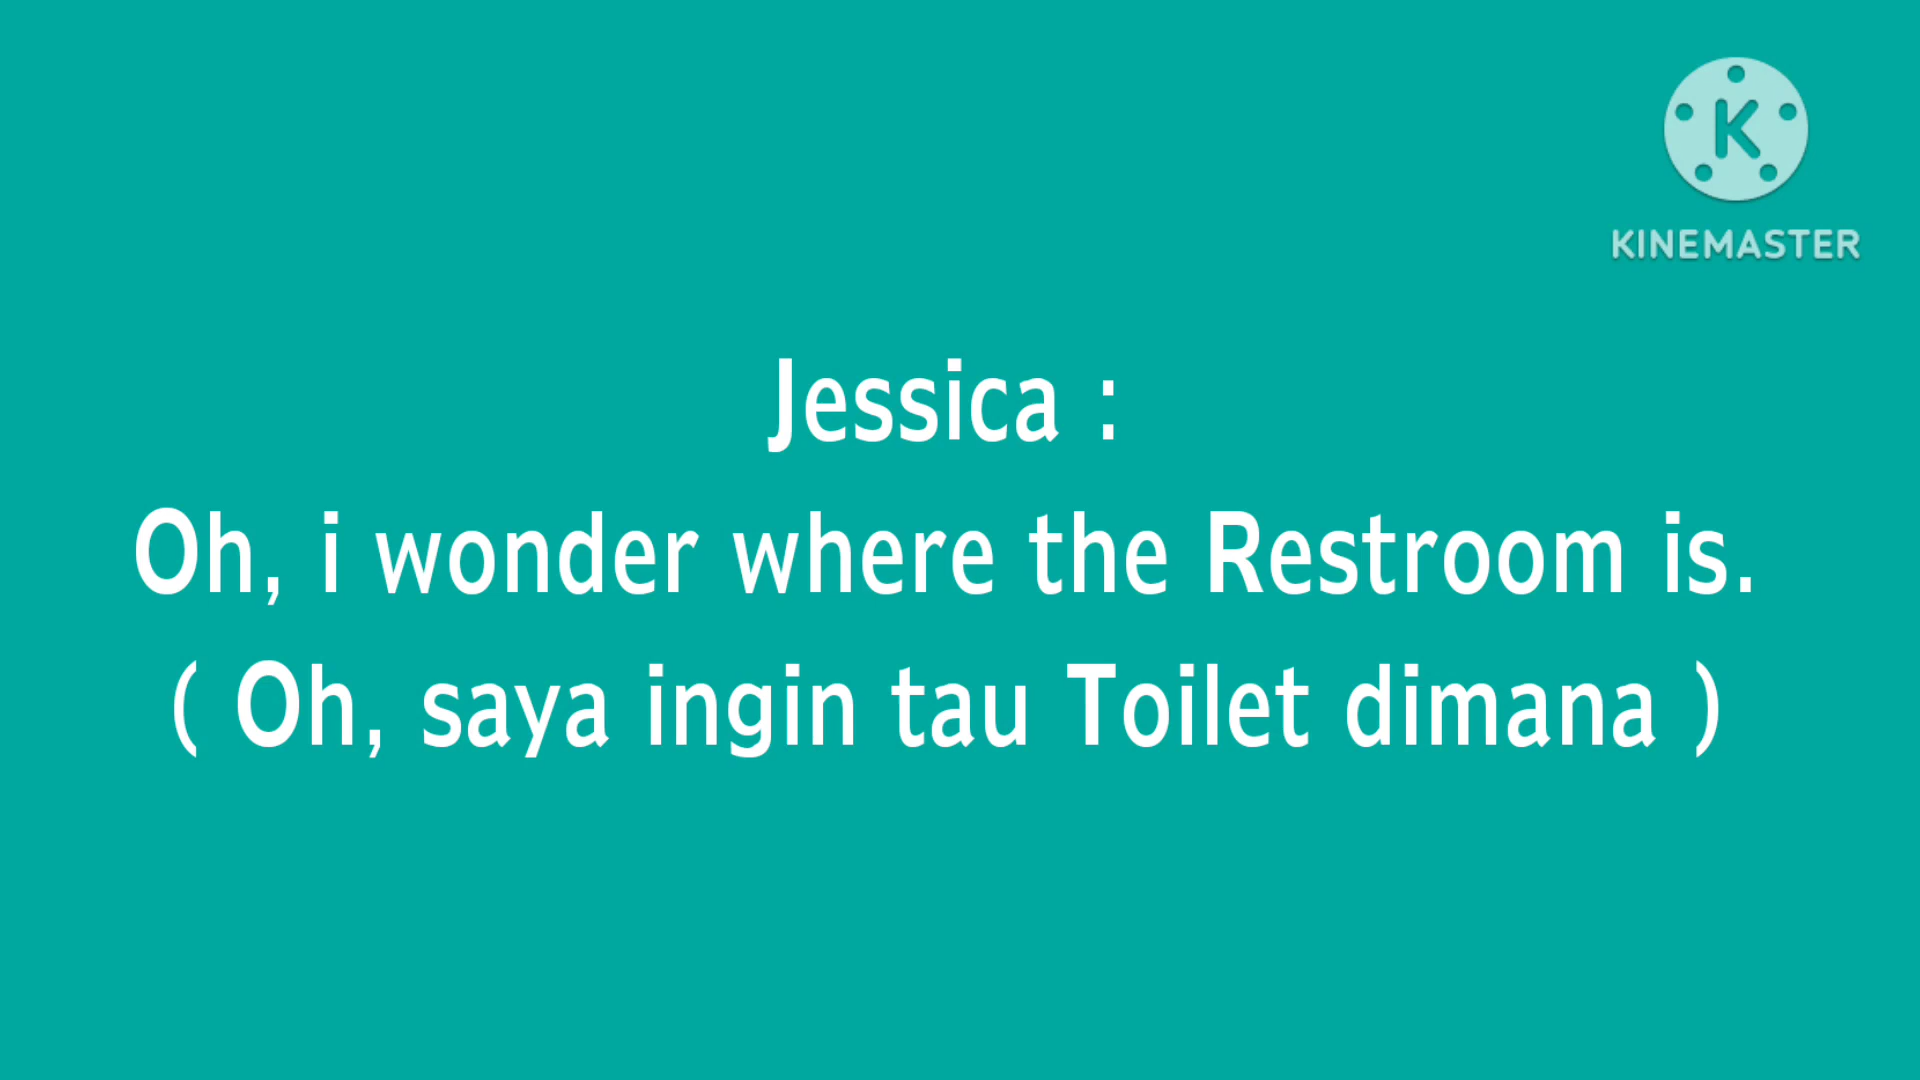 K
KINEMASTER
Jessica :
Oh, i wonder where the Restroom is.
( Oh, saya ingin tau Toilet dimana )